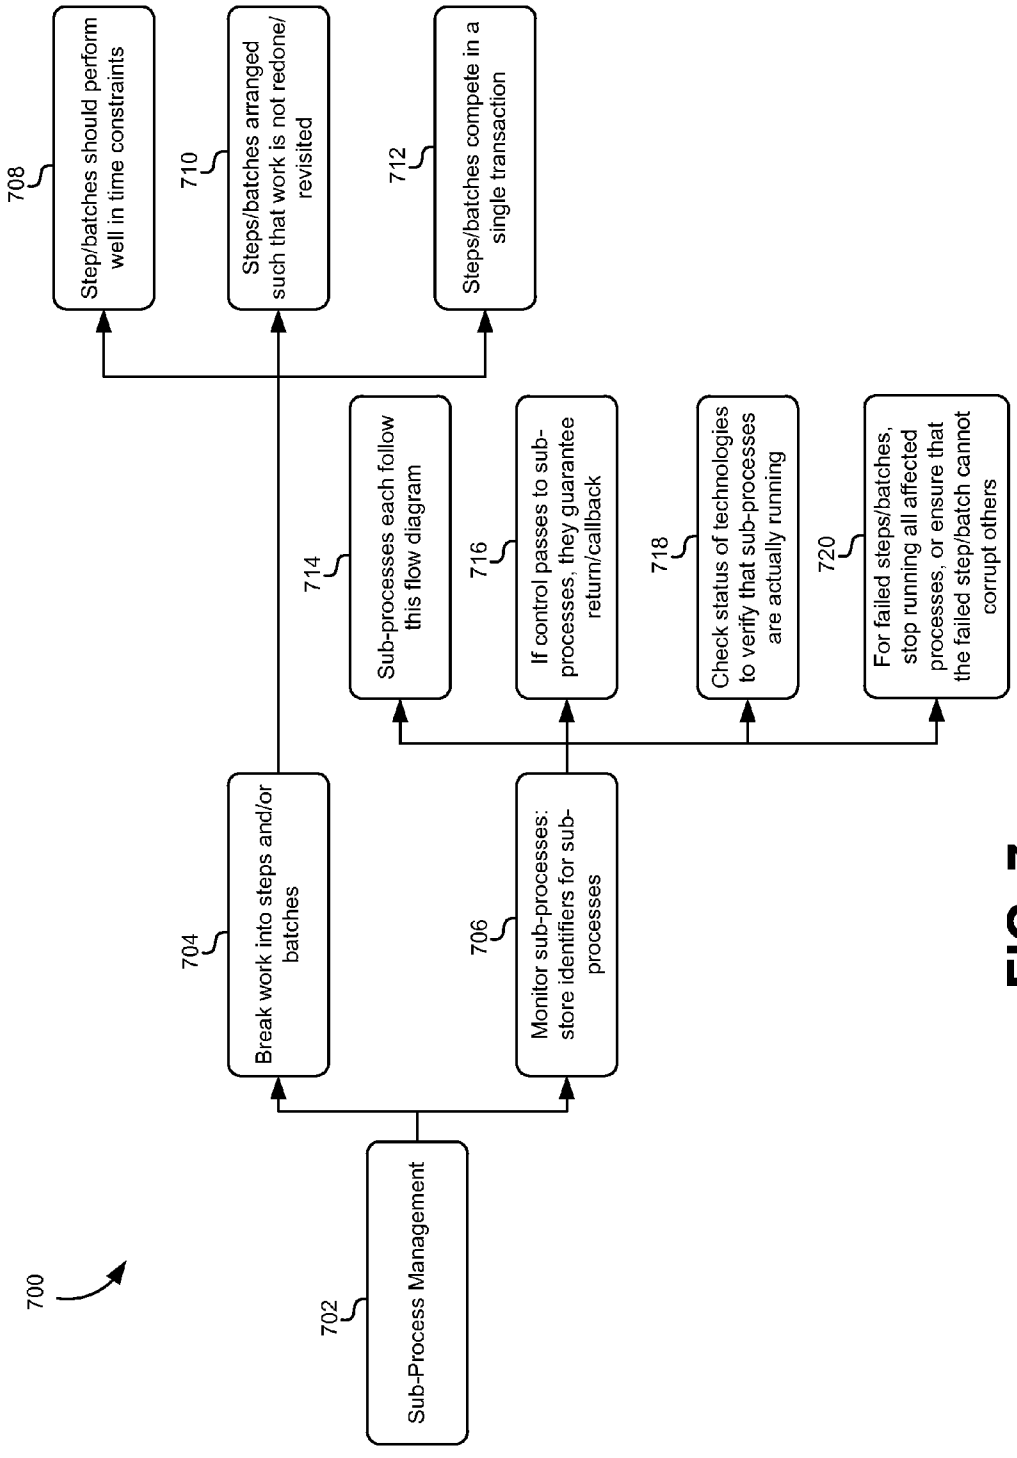 700
702
Sub-Process Management
704
Break work into steps and/or
batches
706
Monitor sub-processes:
store identifiers for sub-
processes
708
Step/batches should perform
well in time constraints
710
Steps/batches arranged
such that work is not redone/
revisited
712
Steps/batches compete in a
single transaction
714
Sub-processes each follow
this flow diagram
716
If control passes to sub-
processes, they guarantee
return/callback
718
Check status of technologies
to verify that sub-processes
are actually running
720
For failed steps/batches,
stop running all affected
processes, or ensure that
the failed step/batch cannot
corrupt others